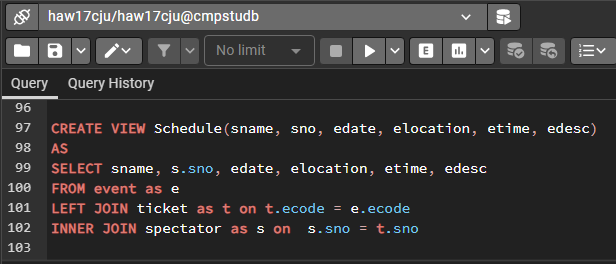 haw17cju/haw17cju@cmpstudb
No limit
Query Query History
96
97 CREATE VIEW Schedule(sname, sno, edate, elocation, etime, edesc)
98 AS
99 SELECT sname, s.sno, edate, elocation, etime, edesc
100 FROM event as e
101 LEFT JOIN ticket as t on t.ecode = e.ecode
102 INNER JOIN spectator as s on  s.sno = t.sno
103